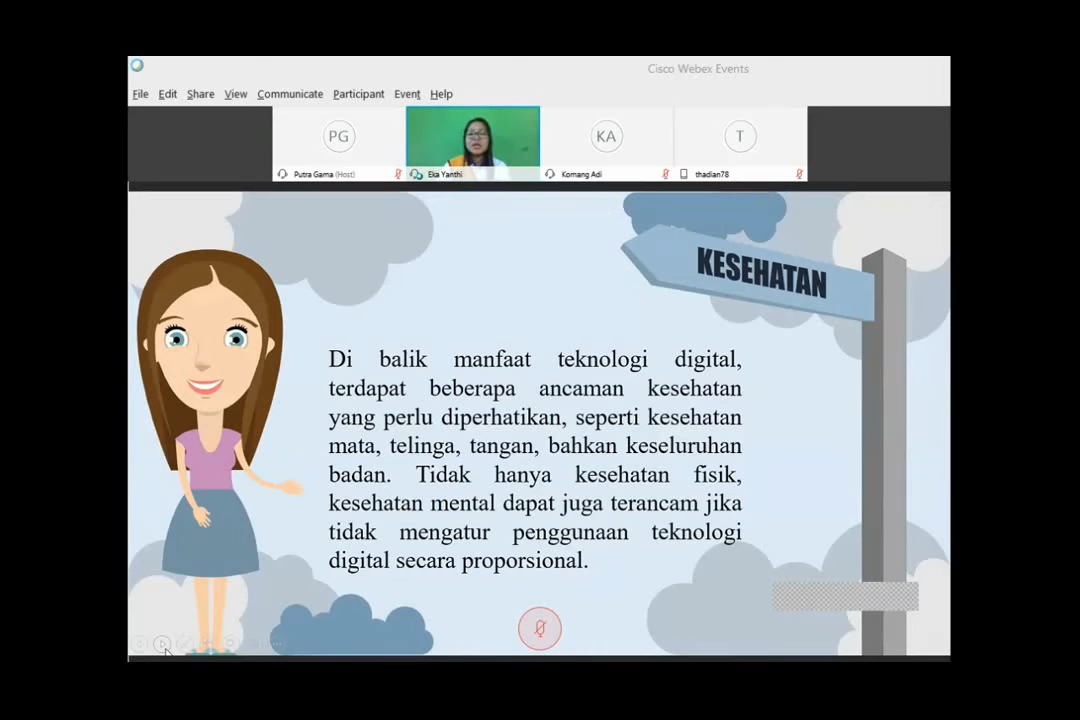 Cisco Webex Events
File Edit Share View Communicate Participant Event Help
PG
KA
T
Putra Gama (Host)
Eka Yanthi
Komang Adi
thadian78
KESEHATAN
Di balik manfaat teknologi digital,
terdapat beberapa ancaman kesehatan
yang perlu diperhatikan, seperti kesehatan
mata, telinga, tangan, bahkan keseluruhan
badan. Tidak hanya kesehatan fisik,
kesehatan mental dapat juga terancam jika
tidak mengatur penggunaan teknologi
digital secara proporsional.